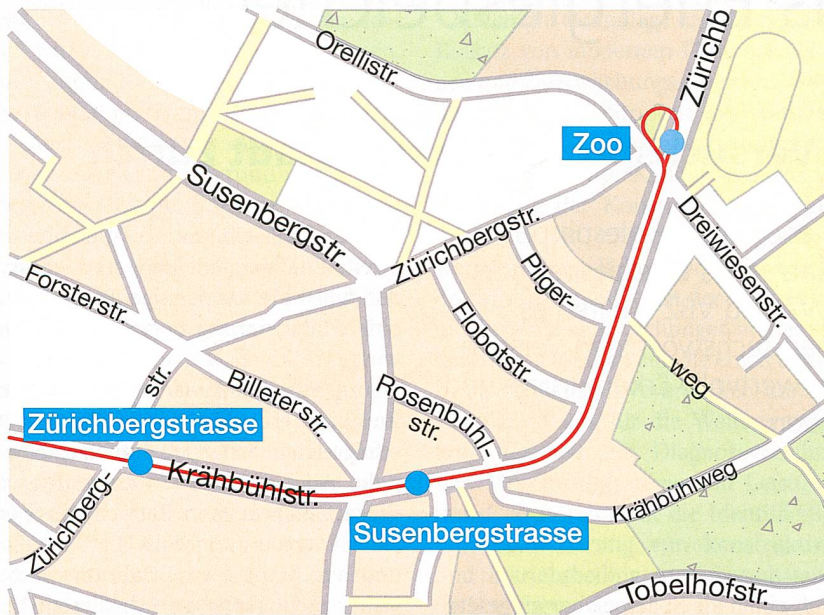 Orellistr.
Zürichb
Zoo
Susenbergstr.
Zürichbergstr.
Dreiwiesenstr.
Pilger-
weg
Forsterstr.
Flobotstr.
str.
Billeterstr.
Rosenbühl-
str.
Zürichbergstrasse
Krähbühlstr.
Zürichberg-
Susenbergstrasse
Krähbühlweg
Tobelhofstr.